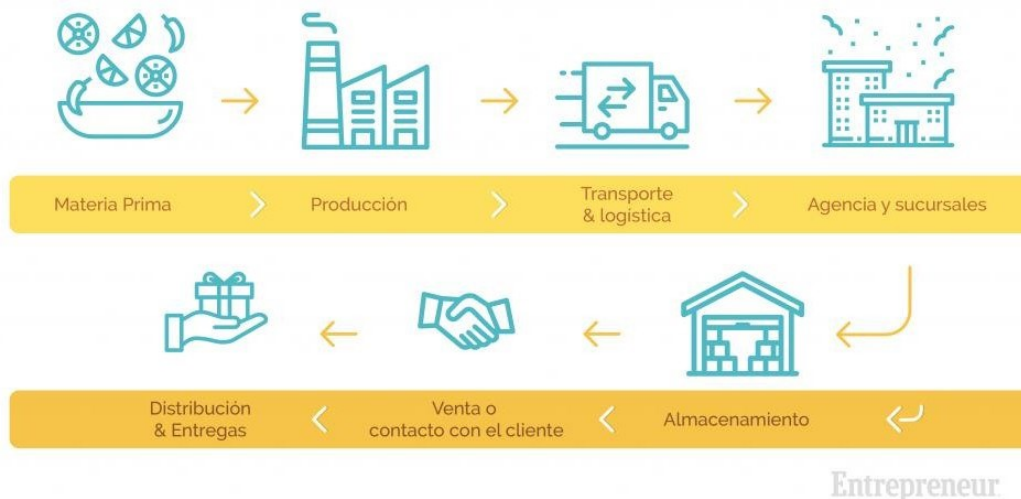 Materia Prima
Producción
Transporte
& logística
Agencia y sucursales
Distribución
& Entregas
Venta o
contacto con el cliente
Almacenamiento
Entrepreneur